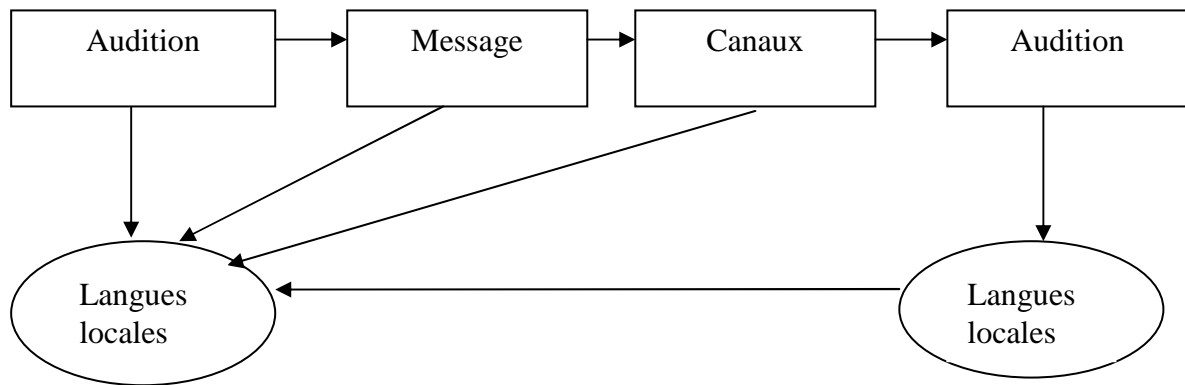 Audition
Message
Canaux
Audition
Langues
locales
Langues
locales